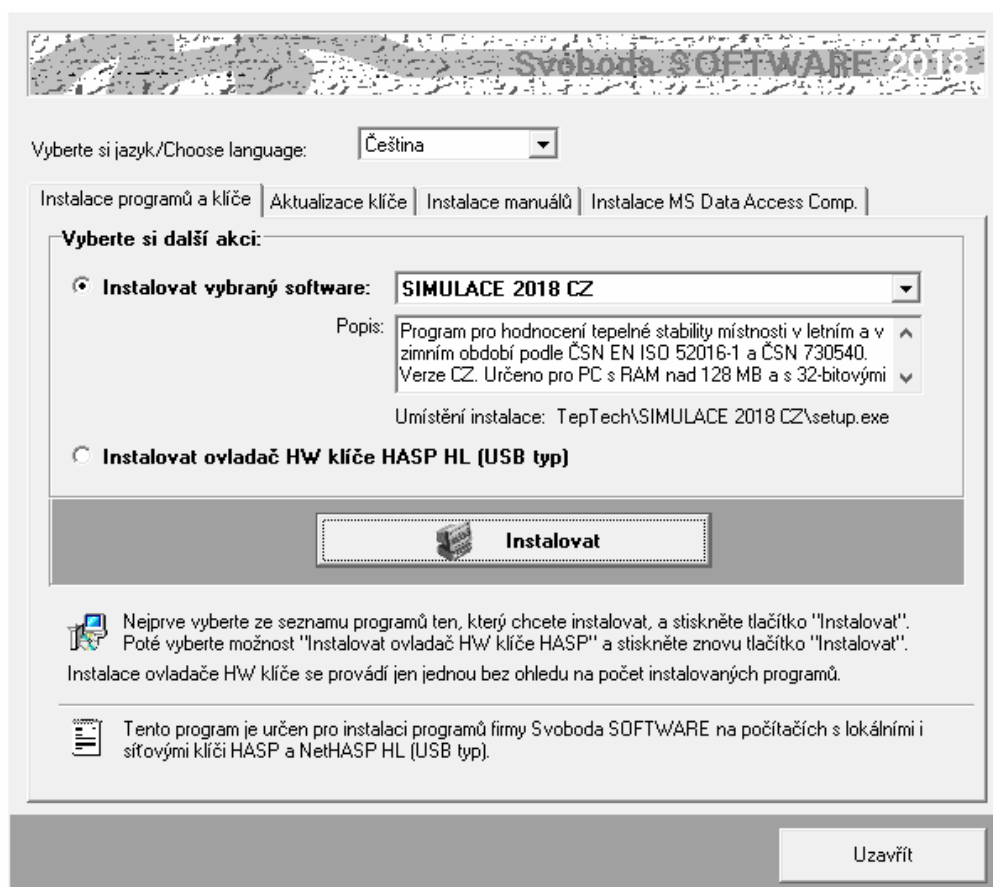 Svoboda SOFTWARE 2018
Vyberte si jazyk/Choose language:
Čeština
Instalace programů a klíče
Aktualizace klíče
Instalace manuálů
Instalace MS Data Access Comp.
Vyberte si další akci:
Instalovat vybraný software:
SIMULACE 2018 CZ
Popis:
Program pro hodnocení tepelné stability místnosti v letním a v
zimním období podle ČSN EN ISO 52016-1 a ČSN 730540.
Verze CZ. Určeno pro PC s RAM nad 128 MB a s 32-bitovými
Umístění instalace: TepTech\SIMULACE 2018 CZ\setup.exe
Instalovat ovladač HW klíče HASP HL (USB typ)
Instalovat
Nejprve vyberte ze seznamu programů ten, který chcete instalovat, a stiskněte tlačítko "Instalovat".
Poté vyberte možnost "Instalovat ovladač HW klíče HASP" a stiskněte znovu tlačítko "Instalovat".
Instalace ovladače HW klíče se provádí jen jednou bez ohledu na počet instalovaných programů.
Tento program je určen pro instalaci programů firmy Svoboda SOFTWARE na počítačích s lokálními i
síťovými klíči HASP a NetHASP HL (USB typ).
Uzavřít